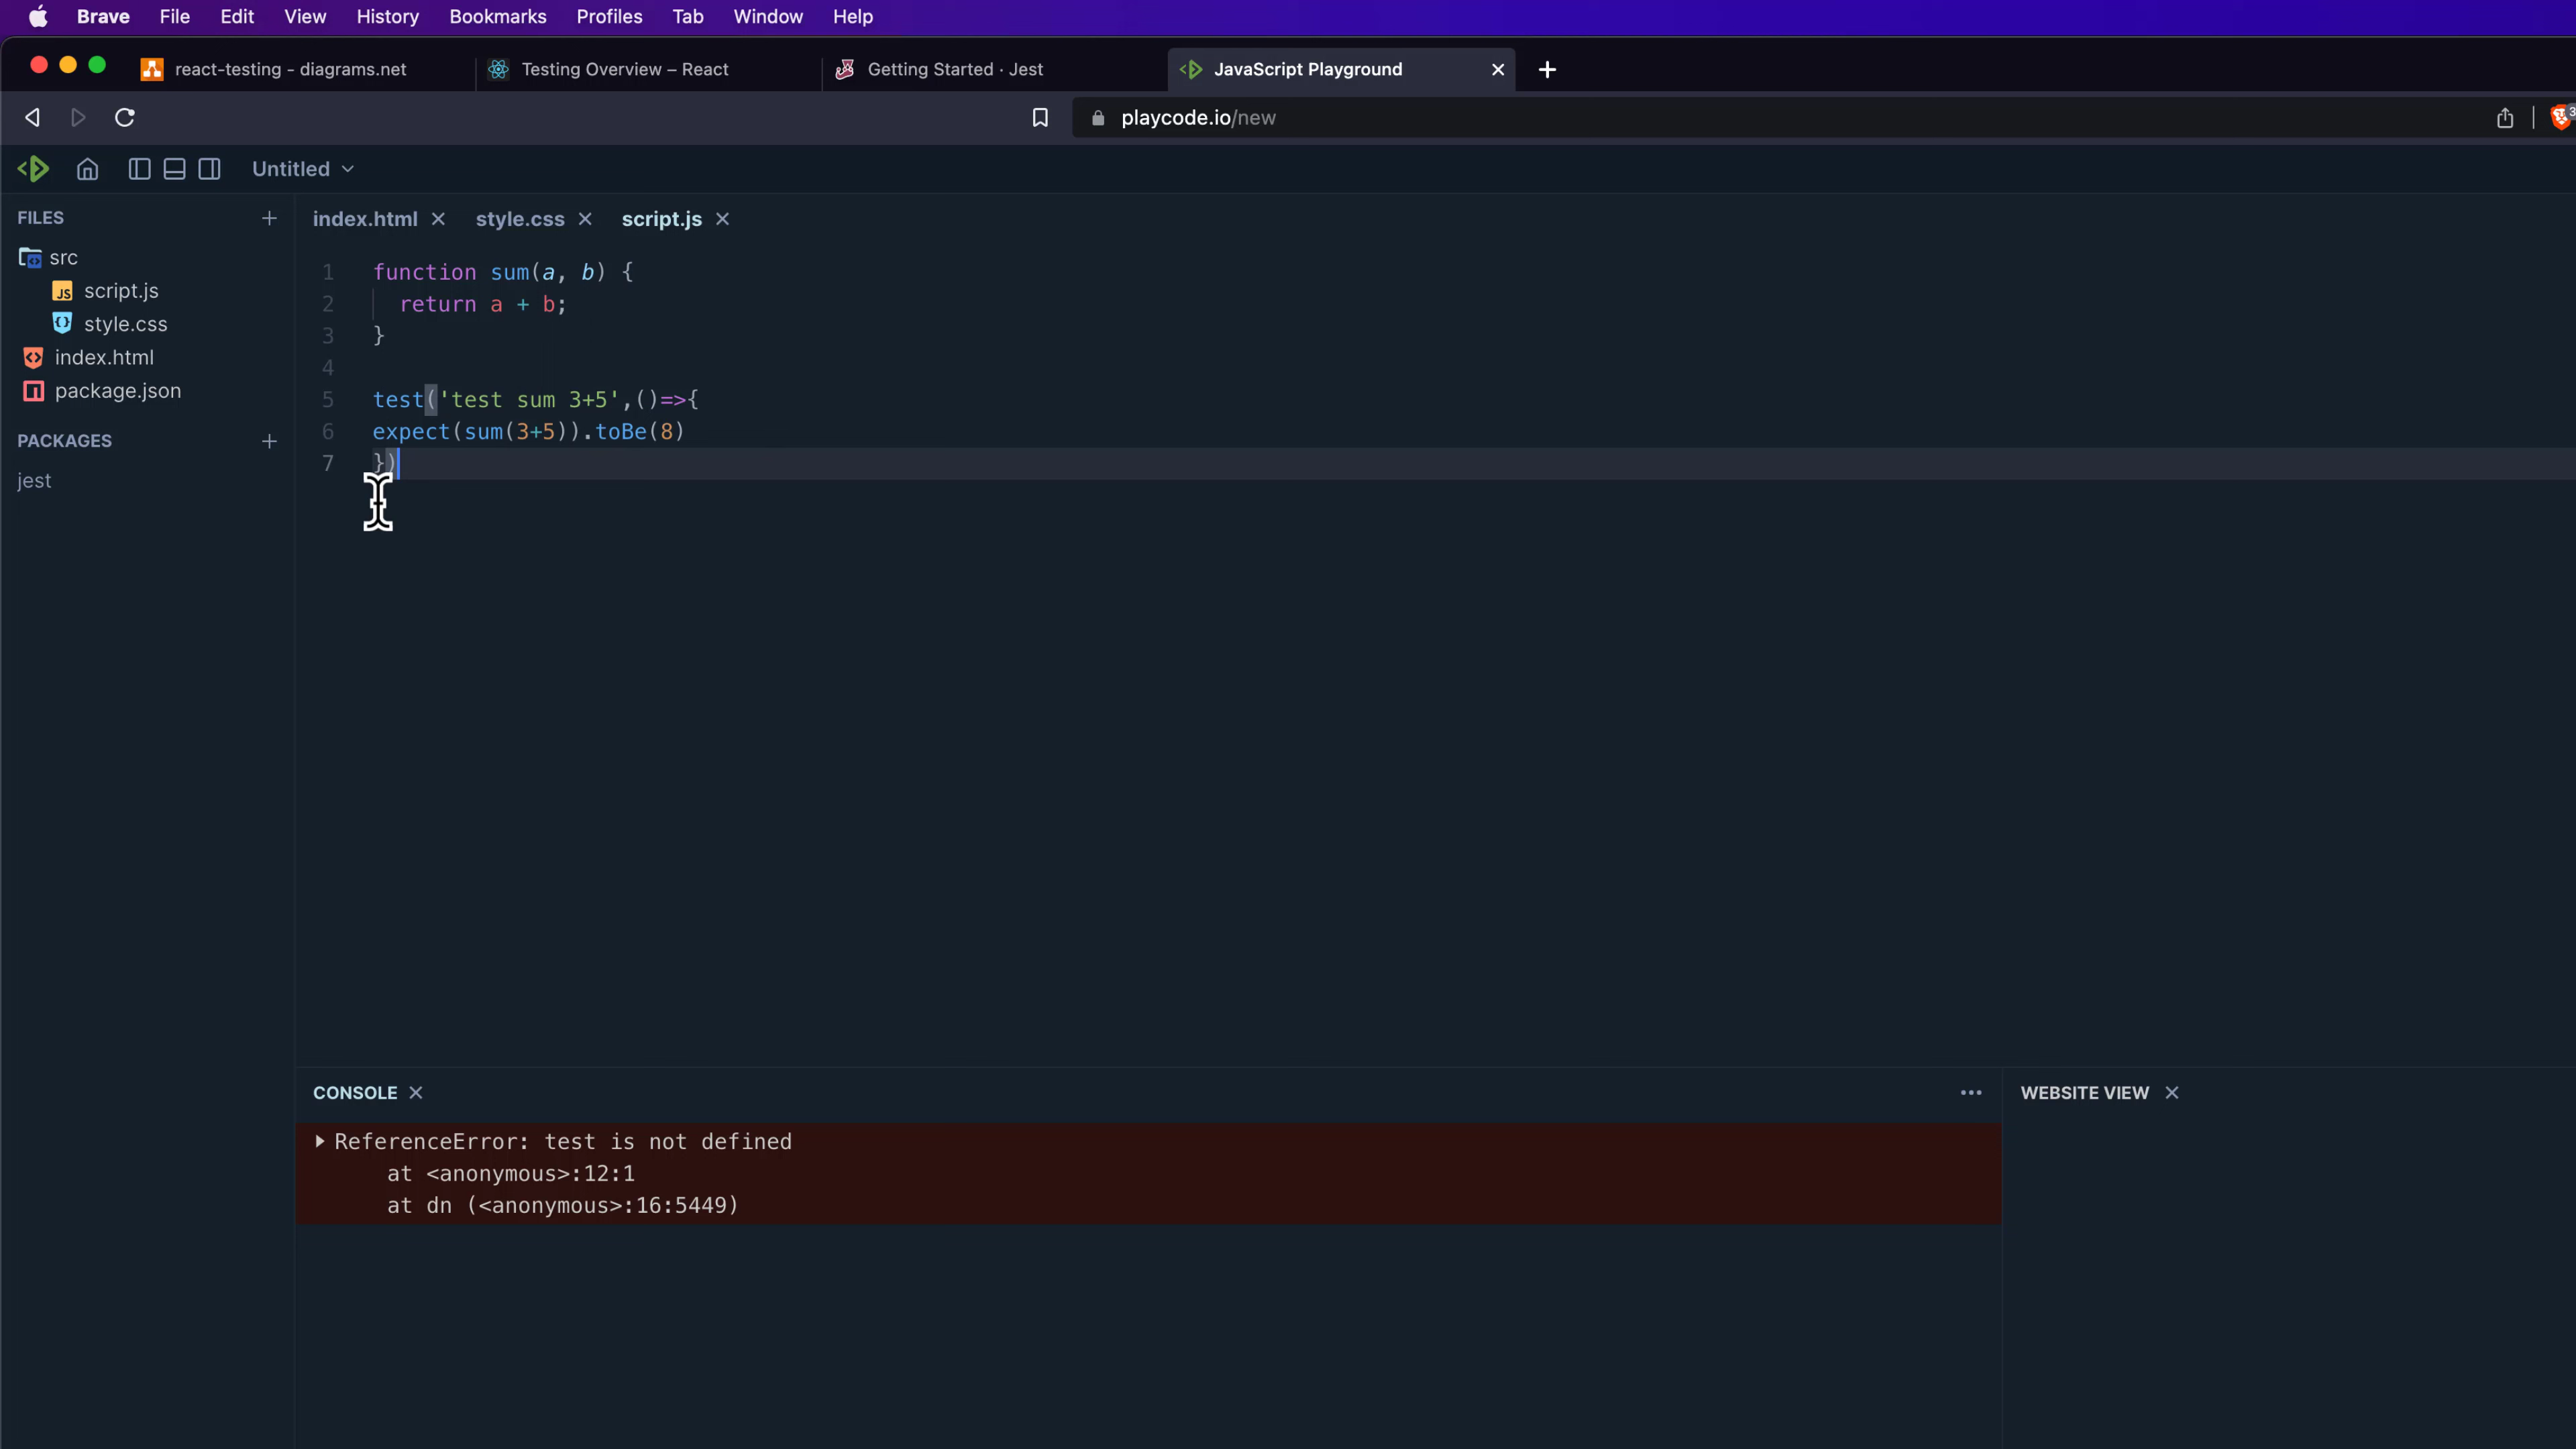 Brave File Edit View History Bookmarks Profiles Tab Window Help
react-testing - diagrams.net Testing Overview – React Getting Started · Jest JavaScript Playground
playcode.io/new
3
Untitled
FILES
src
script.js
style.css
index.html
package.json
PACKAGES
jest
index.html style.css script.js
1 function sum(a, b) {
2 return a + b;
3 }
4
5 test('test sum 3+5',()=>{
6 expect(sum(3+5)).toBe(8)
7 })
CONSOLE
ReferenceError: test is not defined
at <anonymous>:12:1
at dn (<anonymous>:16:5449)
WEBSITE VIEW